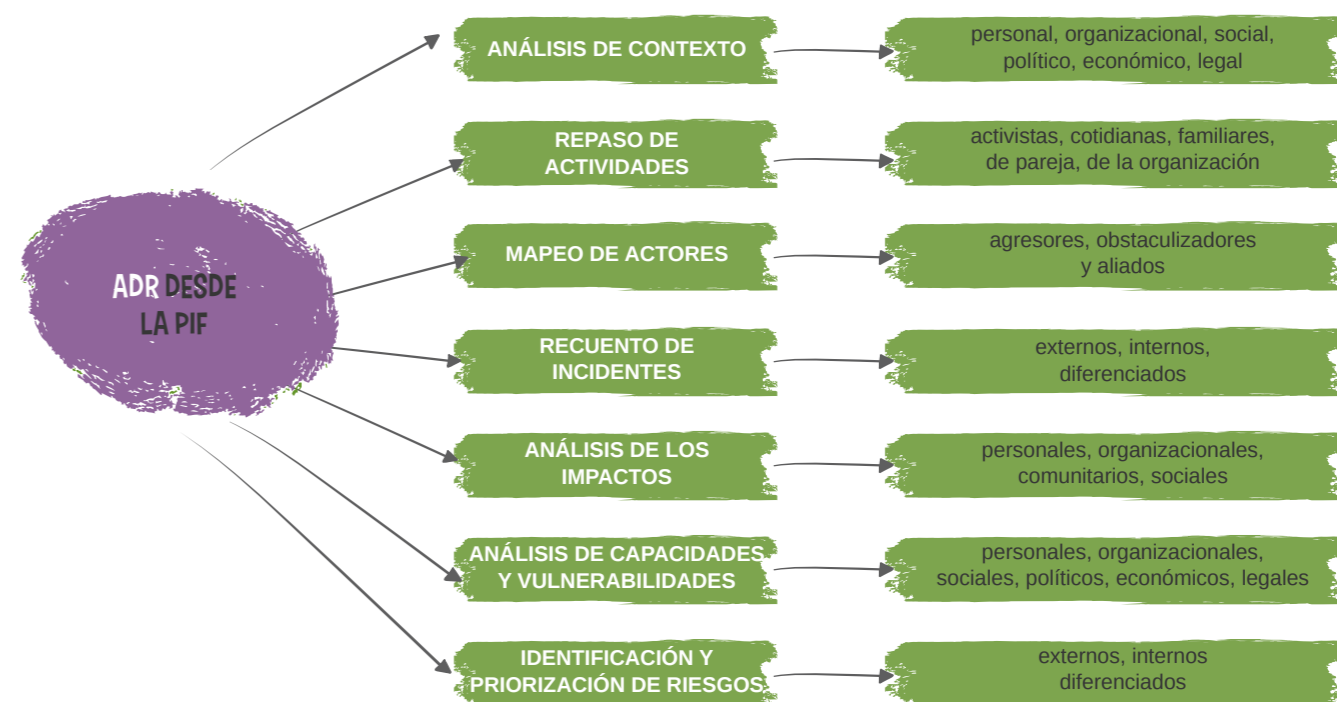 ANÁLISIS DE CONTEXTO
personal, organizacional, social,
político, económico, legal
REPASO DE
ACTIVIDADES
activistas, cotidianas, familiares,
de pareja, de la organización
MAPEO DE ACTORES
agresores, obstaculizadores
y aliados
ADR DESDE
LA PIF
RECUENTO DE
INCIDENTES
externos, internos,
diferenciados
ANÁLISIS DE LOS
IMPACTOS
personales, organizacionales,
comunitarios, sociales
ANÁLISIS DE CAPACIDADES
Y VULNERABILIDADES
personales, organizacionales,
sociales, políticos, económicos, legales
IDENTIFICACIÓN Y
PRIORIZACIÓN DE RIESGOS
externos, internos
diferenciados